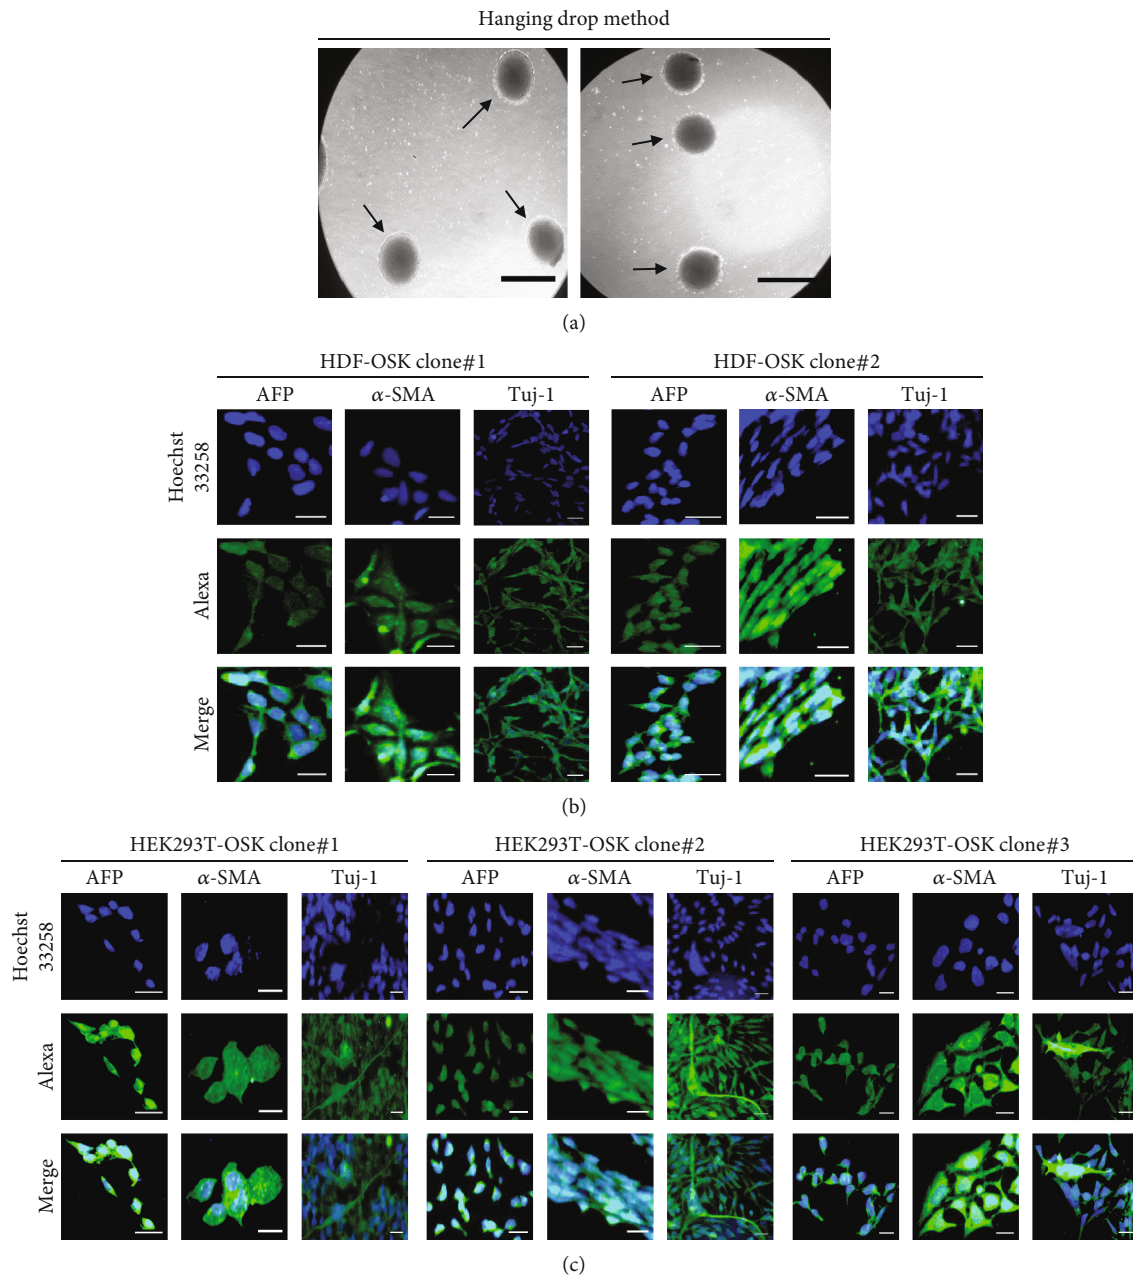 Hanging drop method
(a)
HDF-OSK clone#1 HDF-OSK clone#2
AFP α-SMA Tuj-1 AFP α-SMA Tuj-1
Hoechst
33258
Alexa
Merge
(b)
HEK293T-OSK clone#1 HEK293T-OSK clone#2 HEK293T-OSK clone#3
AFP α-SMA Tuj-1 AFP α-SMA Tuj-1 AFP α-SMA Tuj-1
Hoechst
33258
Alexa
Merge
(c)